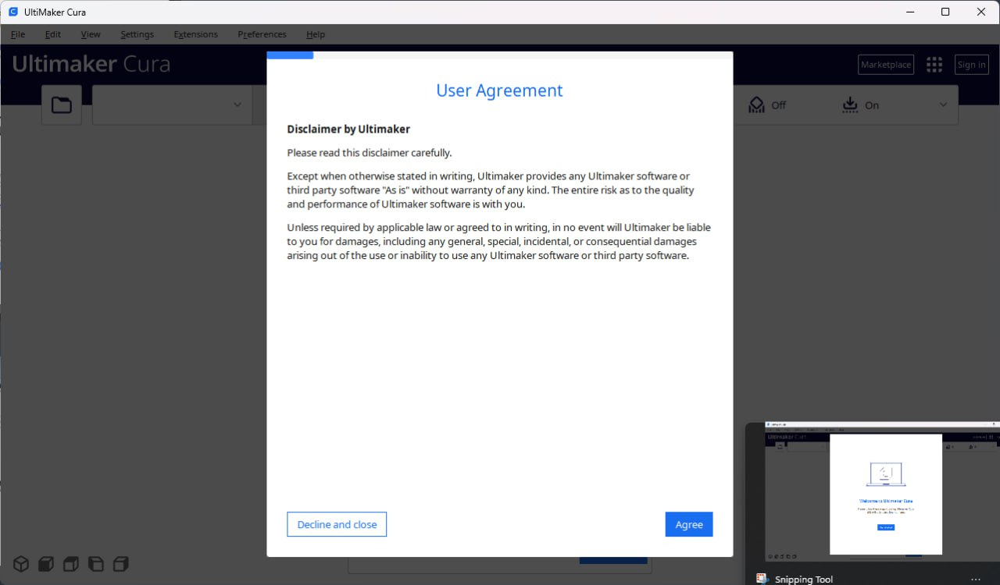 UltiMaker Cura
File Edit View Settings Extensions Preferences Help
Ultimaker Cura
Marketplace
Sign in
Off
On
User Agreement
Disclaimer by Ultimaker
Please read this disclaimer carefully.
Except when otherwise stated in writing, Ultimaker provides any Ultimaker software or
third party software "As is" without warranty of any kind. The entire risk as to the quality
and performance of Ultimaker software is with you.
Unless required by applicable law or agreed to in writing, in no event will Ultimaker be liable
to you for damages, including any general, special, incidental, or consequential damages
arising out of the use or inability to use any Ultimaker software or third party software.
Decline and close
Agree
Welcome to Ultimaker Cura
Snipping Tool